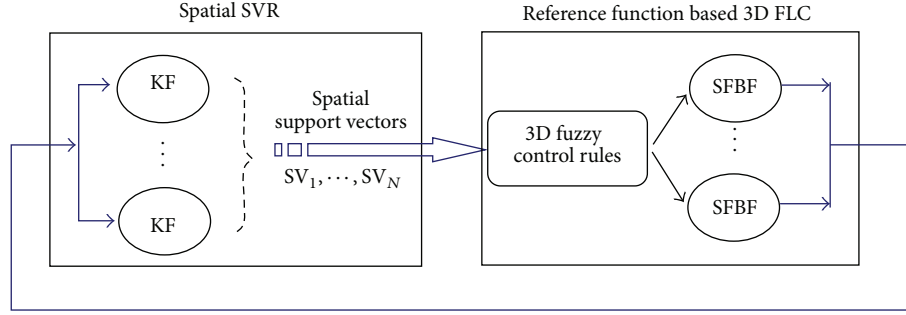 Spatial SVR
Reference function based 3D FLC
KF
⋮
KF
Spatial
support vectors
SV₁, ⋯, SV_N
3D fuzzy
control rules
SFBF
⋮
SFBF